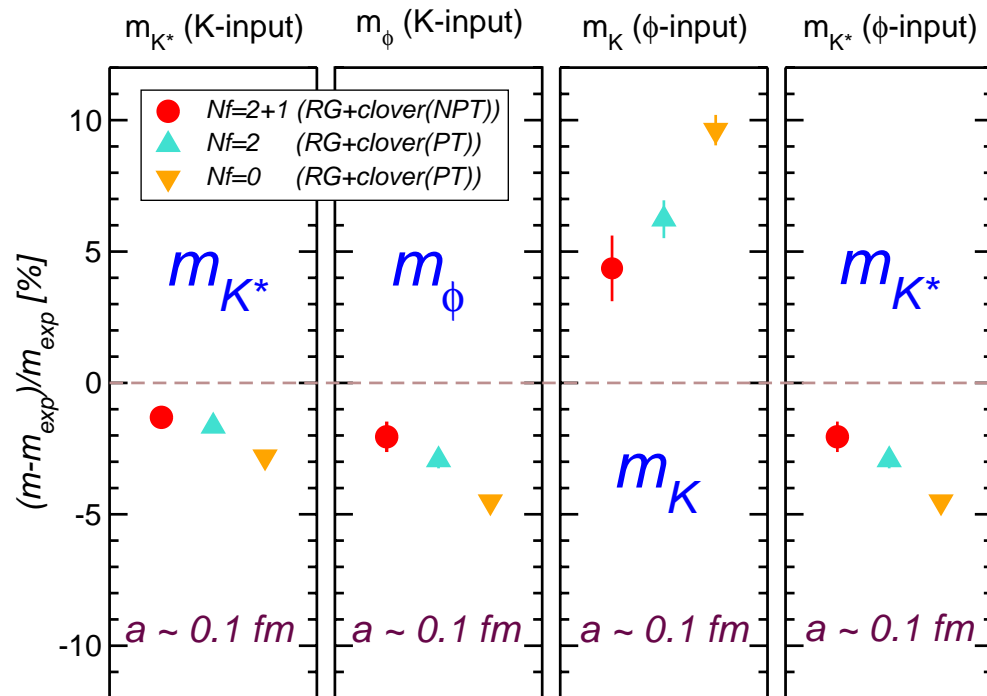 m_K* (K-input)
m_ϕ (K-input)
m_K (ϕ-input)
m_K* (ϕ-input)
Nf=2+1 (RG+clover(NPT))
Nf=2 (RG+clover(PT))
Nf=0 (RG+clover(PT))
(m-m_exp)/m_exp [%]
10
5
0
-5
-10
m_K*
m_ϕ
m_K
m_K*
a ~ 0.1 fm
a ~ 0.1 fm
a ~ 0.1 fm
a ~ 0.1 fm